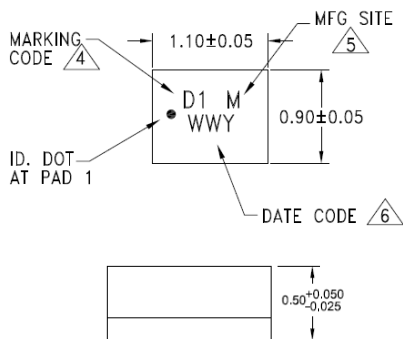 MFG SITE
5
MARKING
CODE 4
1.10±0.05
D1 M
WWY
0.90±0.05
ID. DOT
AT PAD 1
DATE CODE 6
0.50+0.050
-0.025